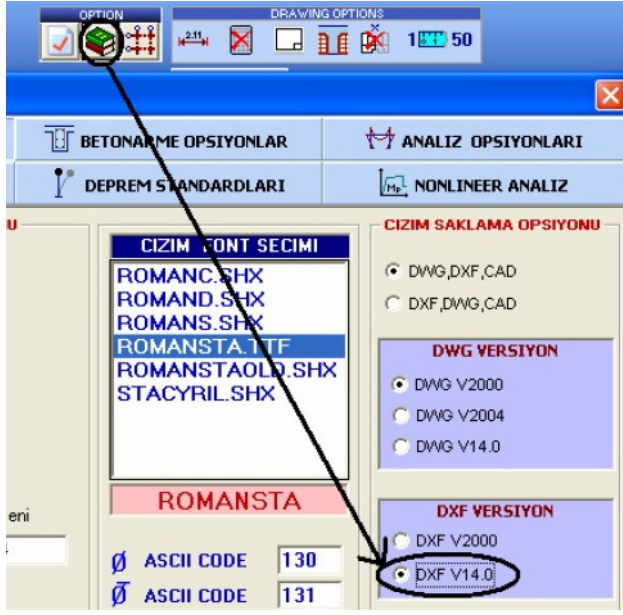 OPTION
DRAWING OPTIONS
2.11
1 50
BETONARME OPSIYONLAR
ANALIZ OPSIYONLARI
DEPREM STANDARDLARI
Mp
NONLINEER ANALIZ
U
CIZIM FONT SECIMI
ROMANC.SHX
ROMAND.SHX
ROMANS.SHX
ROMANSTA.TTF
ROMANSTAOLD.SHX
STACYRIL.SHX
ROMANSTA
eni
Ø ASCII CODE 130
Ø ASCII CODE 131
CIZIM SAKLAMA OPSIYONU
DWG,DXF,CAD
DXF,DWG,CAD
DWG VERSIYON
DWG V2000
DWG V2004
DWG V14.0
DXF VERSIYON
DXF V2000
DXF V14.0